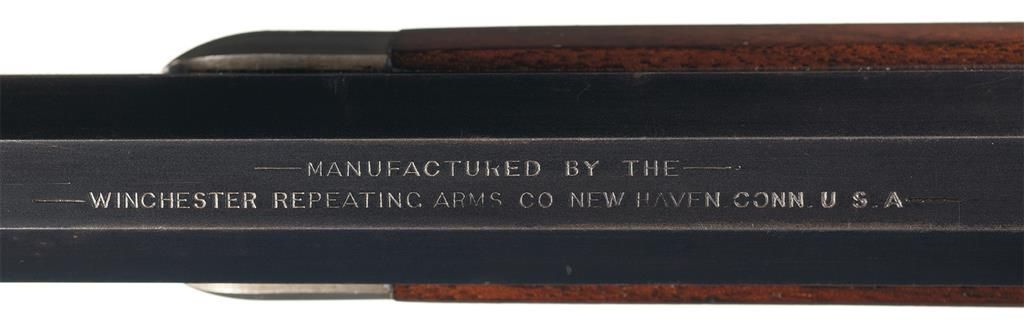 —MANUFACTURED BY THE—
—WINCHESTER REPEATING ARMS CO NEW HAVEN CONN. U S. A—